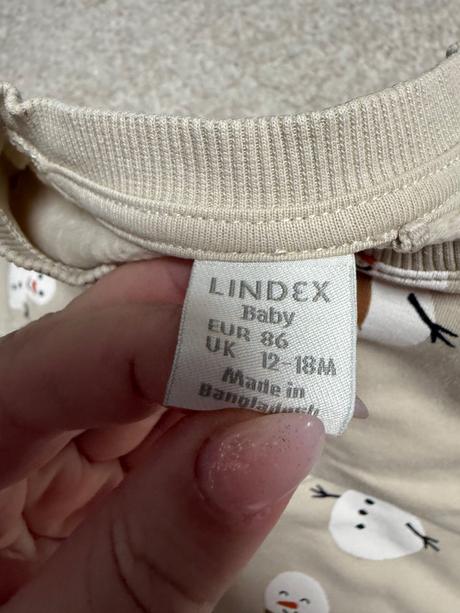 LINDEX
Baby
EUR 86
UK 12-18M
Made in
Bangladesh